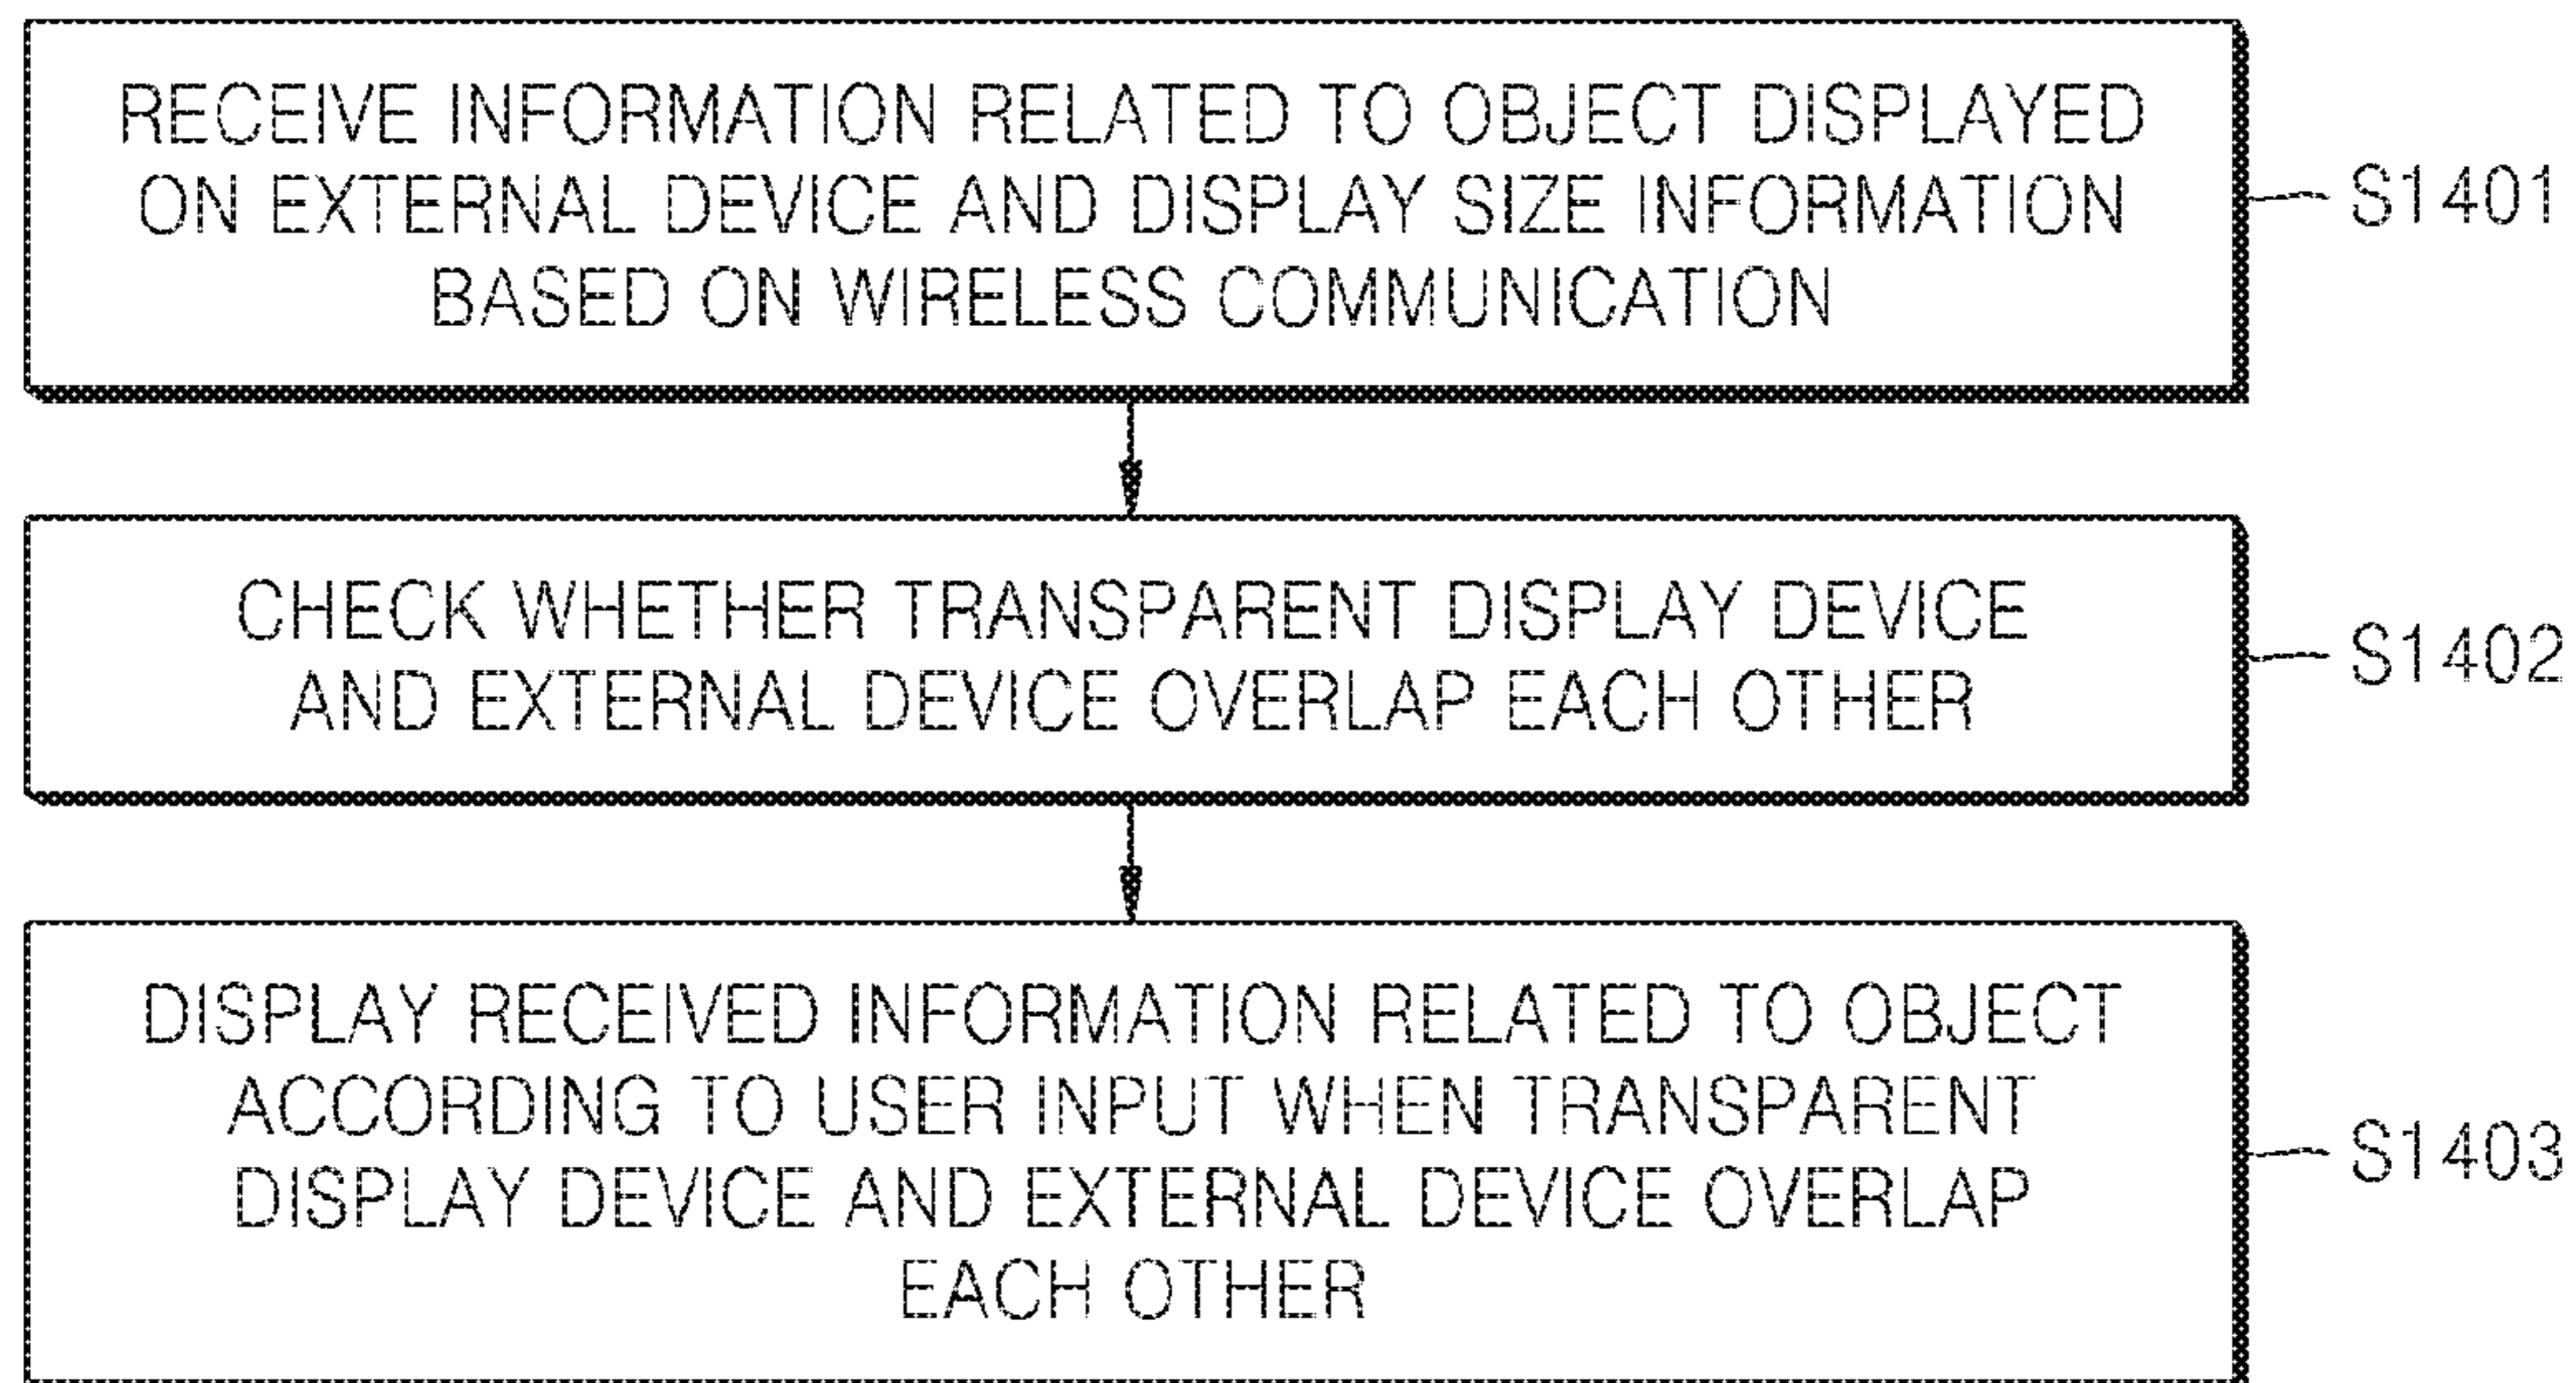 RECEIVE INFORMATION RELATED TO OBJECT DISPLAYED
ON EXTERNAL DEVICE AND DISPLAY SIZE INFORMATION
BASED ON WIRELESS COMMUNICATION
S1401
CHECK WHETHER TRANSPARENT DISPLAY DEVICE
AND EXTERNAL DEVICE OVERLAP EACH OTHER
S1402
DISPLAY RECEIVED INFORMATION RELATED TO OBJECT
ACCORDING TO USER INPUT WHEN TRANSPARENT
DISPLAY DEVICE AND EXTERNAL DEVICE OVERLAP
EACH OTHER
S1403